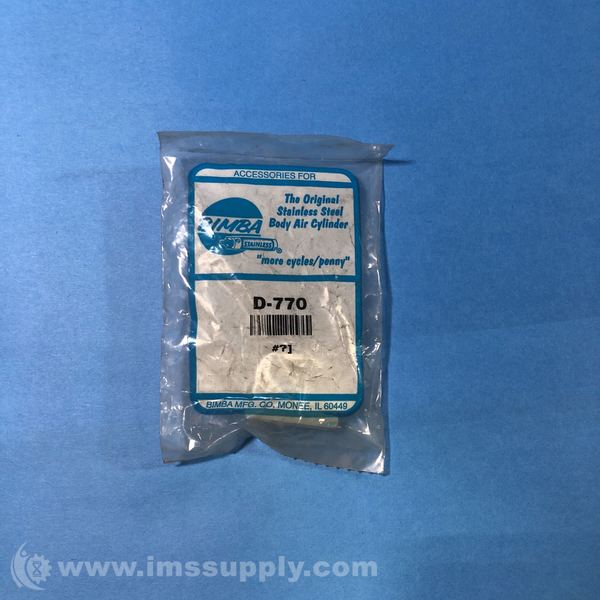 ACCESSORIES FOR
The Original
Stainless Steel
Body Air Cylinder
BIMBA
STAINLESS
"more cycles/penny"
D-770
#7]
BIMBA MFG. CO. MONEE, IL 60449
www.imssupply.com